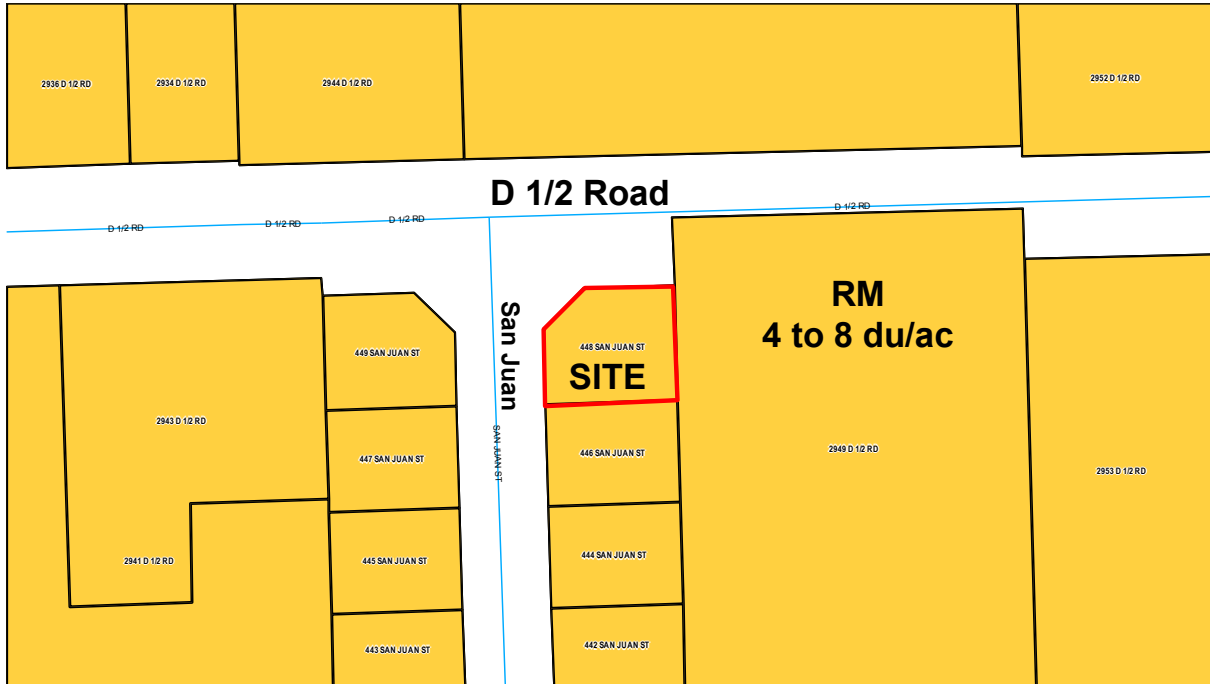 2936 D 1/2 RD
2934 D 1/2 RD
2944 D 1/2 RD
2952 D 1/2 RD
D 1/2 Road
D 1/2 RD
D 1/2 RD
D 1/2 RD
D 1/2 RD
RM
4 to 8 du/ac
San Juan
449 SAN JUAN ST
448 SAN JUAN ST
SITE
2943 D 1/2 RD
447 SAN JUAN ST
SAN JUAN ST
446 SAN JUAN ST
2949 D 1/2 RD
2953 D 1/2 RD
2941 D 1/2 RD
445 SAN JUAN ST
444 SAN JUAN ST
443 SAN JUAN ST
442 SAN JUAN ST